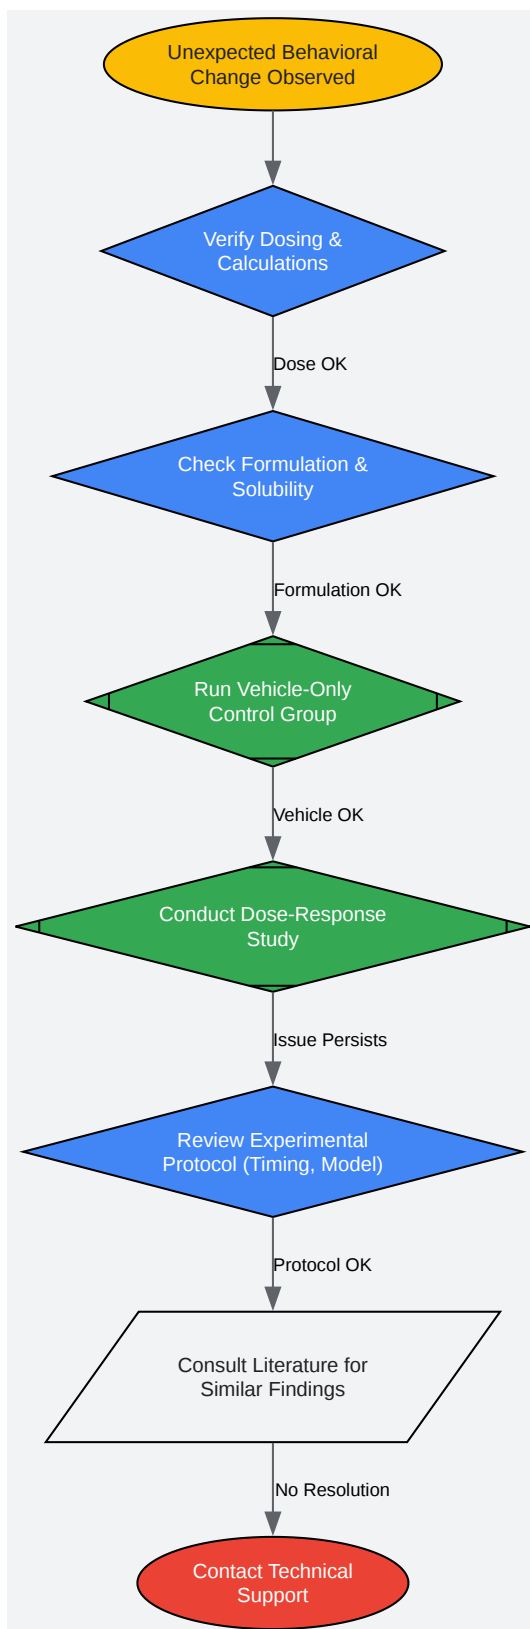 Unexpected Behavioral
Change Observed
Verify Dosing &
Calculations
Dose OK
Check Formulation &
Solubility
Formulation OK
Run Vehicle-Only
Control Group
Vehicle OK
Conduct Dose-Response
Study
Issue Persists
Review Experimental
Protocol (Timing, Model)
Protocol OK
Consult Literature for
Similar Findings
No Resolution
Contact Technical
Support